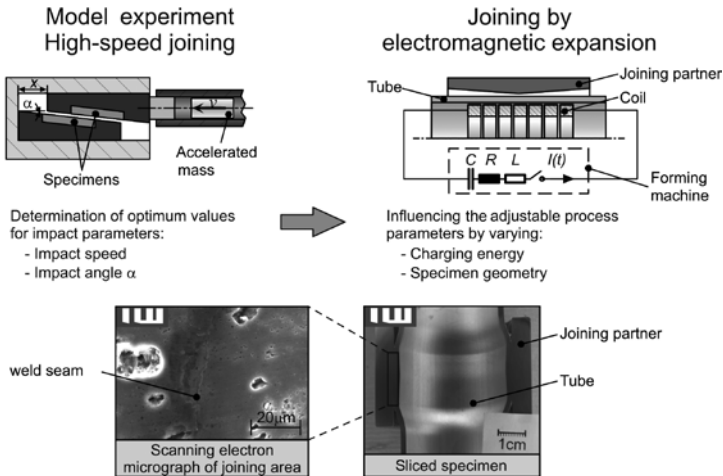 Model experiment
High-speed joining
x
α
v
Accelerated
mass
Specimens
Determination of optimum values
for impact parameters:
- Impact speed
- Impact angle α
Joining by
electromagnetic expansion
Joining partner
Tube
Coil
C R L I(t)
Forming
machine
Influencing the adjustable process
parameters by varying:
- Charging energy
- Specimen geometry
weld seam
20μm
Scanning electron
micrograph of joining area
Joining partner
Tube
1cm
Sliced specimen